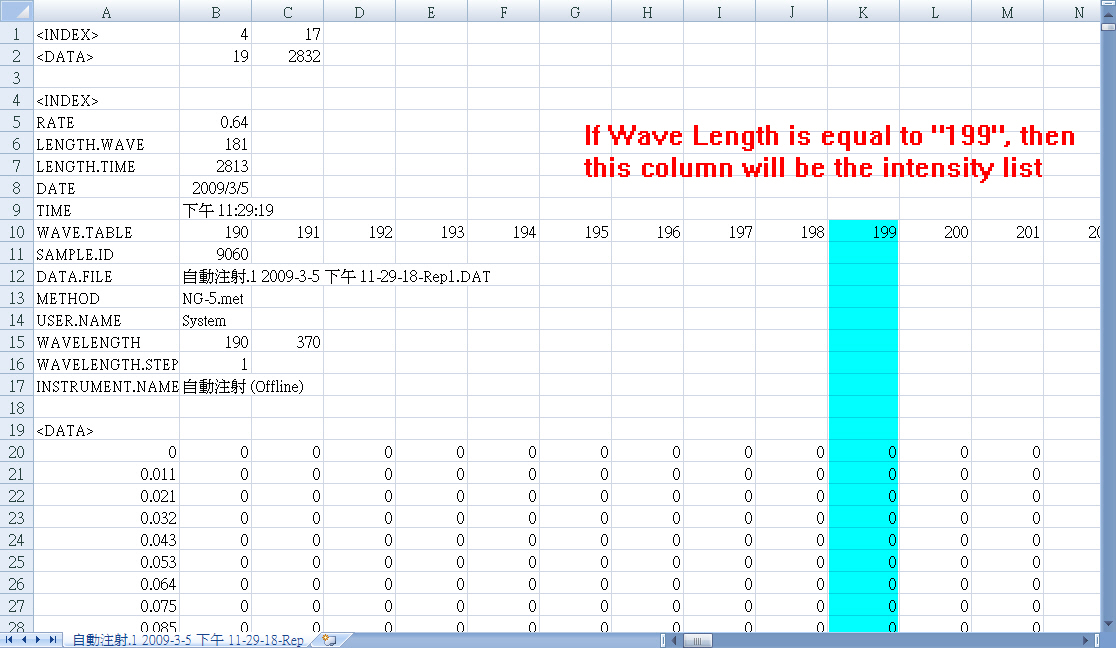 A B C D E F G H I J K L M N
1 <INDEX> 4 17
2 <DATA> 19 2832
3
4 <INDEX>
5 RATE 0.64
If Wave Length is equal to "199", then
6 LENGTH.WAVE 181
7 LENGTH.TIME 2813
this column will be the intensity list
8 DATE 2009/3/5
9 TIME 下午 11:29:19
10 WAVE.TABLE 190 191 192 193 194 195 196 197 198 199 200 201 20
11 SAMPLE.ID 9060
12 DATA.FILE 自動注射.1 2009-3-5 下午 11-29-18-Rep1.DAT
13 METHOD NG-5.met
14 USER.NAME System
15 WAVELENGTH 190 370
16 WAVELENGTH.STEP 1
17 INSTRUMENT.NAME 自動注射 (Offline)
18
19 <DATA>
20 0 0 0 0 0 0 0 0 0 0 0 0 0
21 0.011 0 0 0 0 0 0 0 0 0 0 0 0
22 0.021 0 0 0 0 0 0 0 0 0 0 0 0
23 0.032 0 0 0 0 0 0 0 0 0 0 0 0
24 0.043 0 0 0 0 0 0 0 0 0 0 0 0
25 0.053 0 0 0 0 0 0 0 0 0 0 0 0
26 0.064 0 0 0 0 0 0 0 0 0 0 0 0
27 0.075 0 0 0 0 0 0 0 0 0 0 0 0
28 0.085 0 0 0 0 0 0 0 0 0 0 0 0
自動注射.1 2009-3-5 下午 11-29-18-Rep